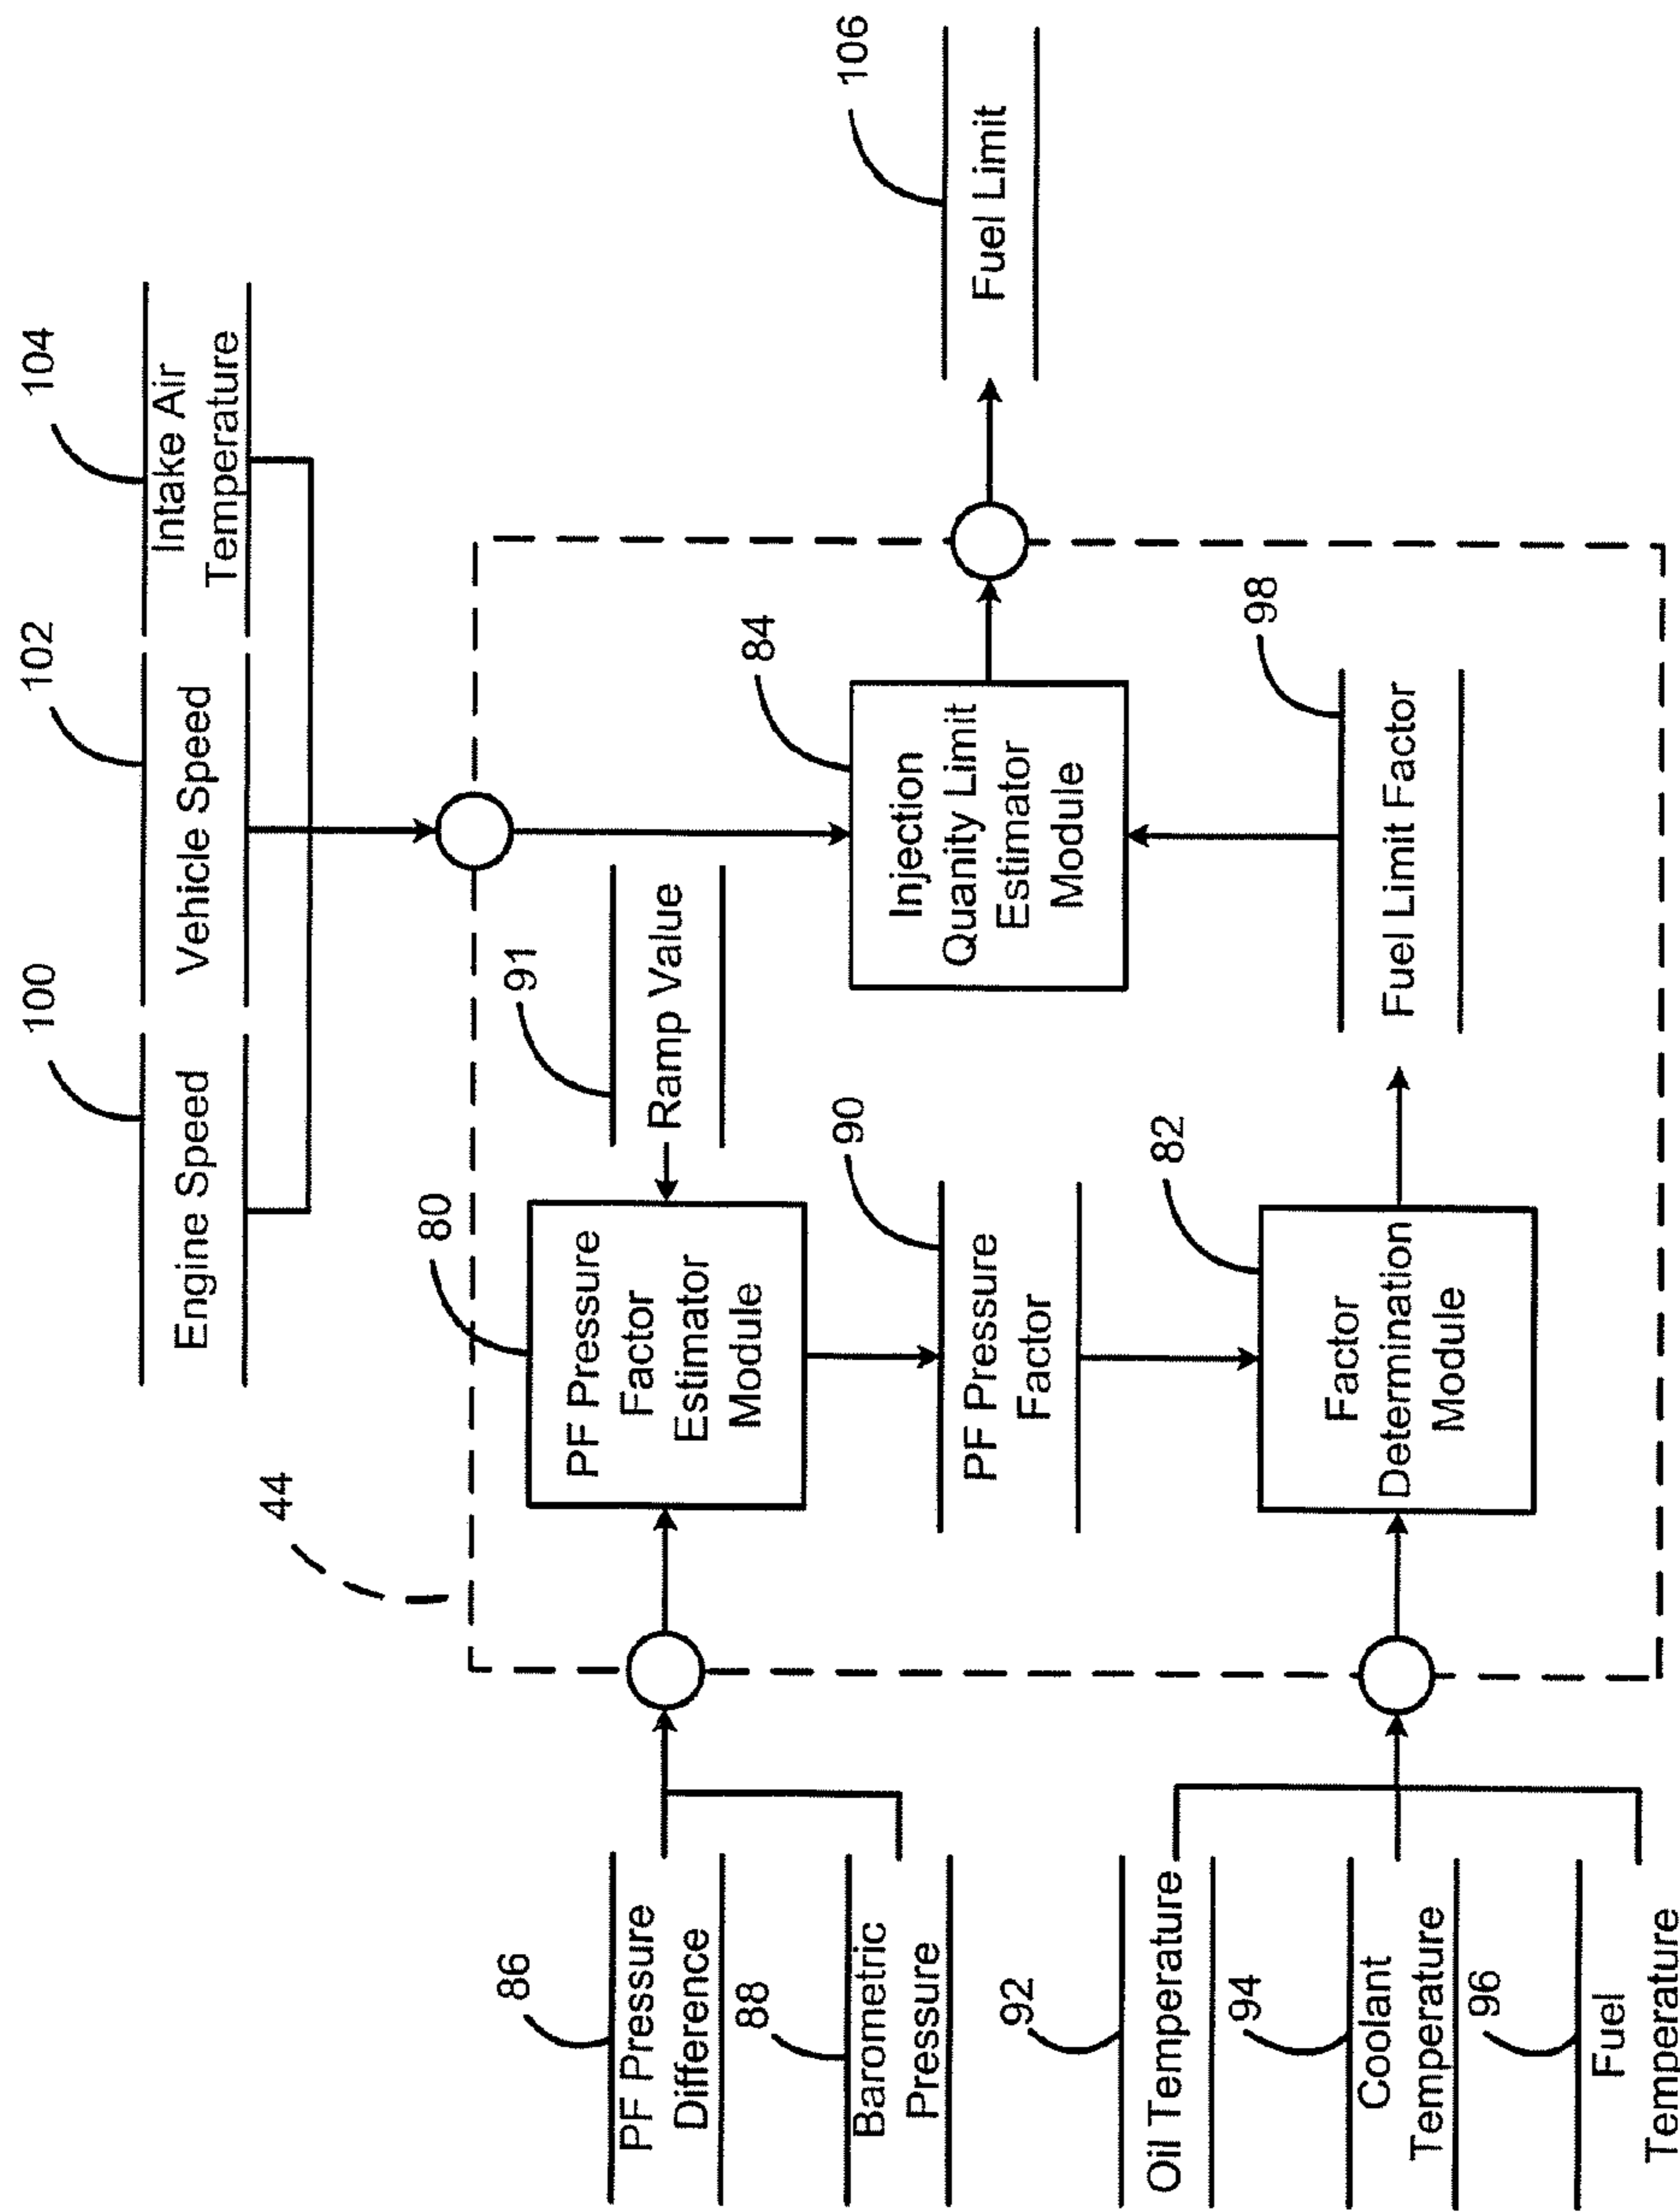 100
Engine Speed
102
Vehicle Speed
104
Intake Air
Temperature
44
86
PF Pressure
Difference
88
Barometric
Pressure
80
PF Pressure
Factor
Estimator
Module
91
Ramp Value
90
PF Pressure
Factor
84
Injection
Quanity Limit
Estimator
Module
106
Fuel Limit
92
Oil Temperature
94
Coolant
Temperature
96
Fuel
Temperature
82
Factor
Determination
Module
98
Fuel Limit Factor